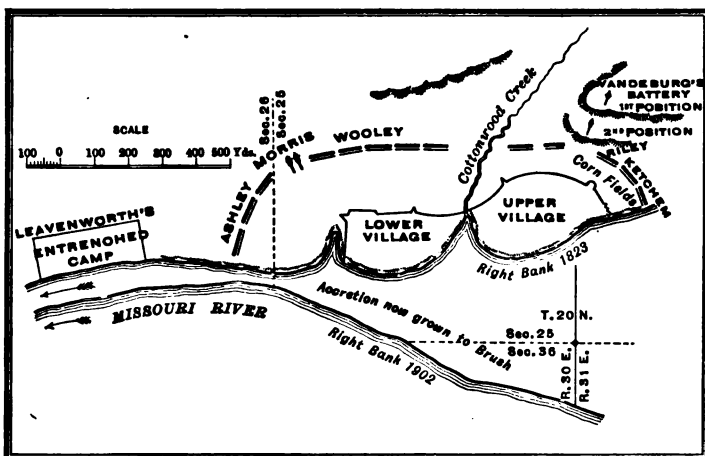 SCALE
100 0 100 200 300 400 500 Yds.
Sec. 26
Sec. 25
ASHLEY MORRIS WOOLEY
Cottonwood Creek
VANDEBURG'S
BATTERY
1ST POSITION
2ND POSITION
RILEY
KETCHEM
Corn Fields
LEAVENWORTH'S
ENTRENCHED
CAMP
LOWER
VILLAGE
UPPER
VILLAGE
Right Bank 1823
MISSOURI RIVER
Accretion now grown to Brush
Right Bank 1902
T. 20 N.
Sec. 25
Sec. 36
R. 30 E.
R. 31 E.